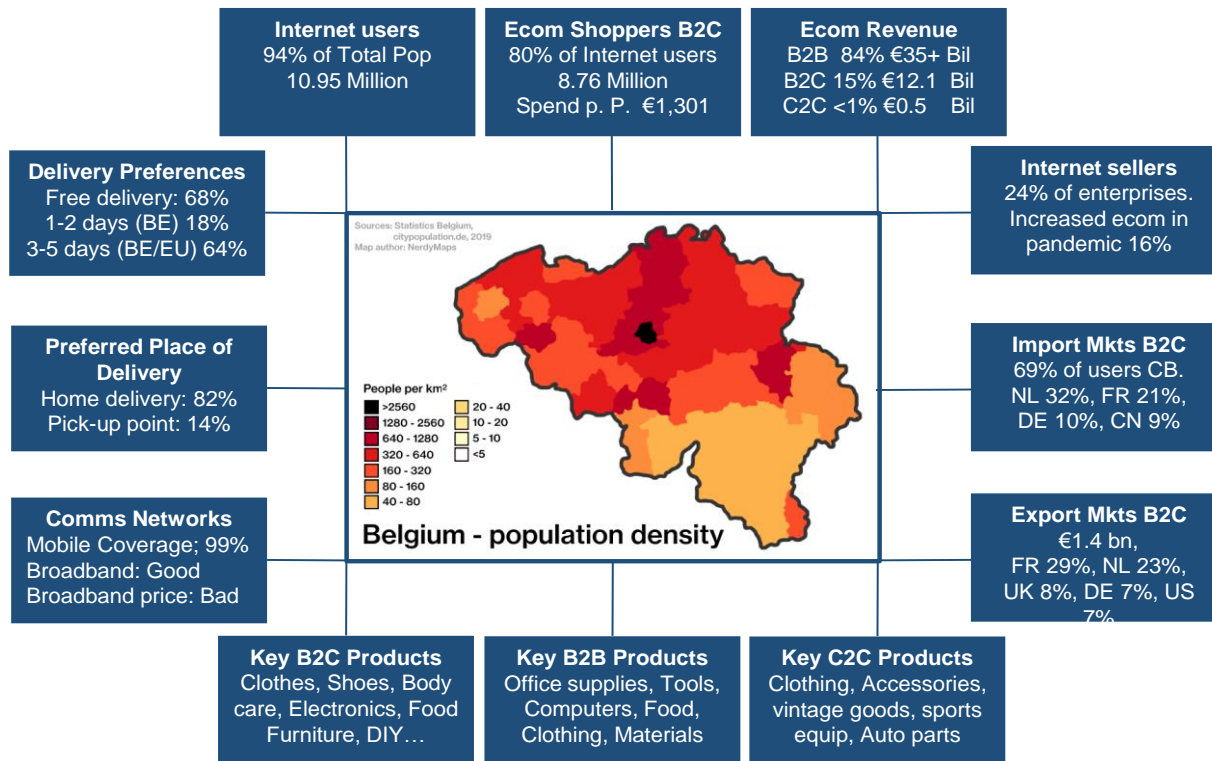 Internet users
94% of Total Pop
10.95 Million
Ecom Shoppers B2C
80% of Internet users
8.76 Million
Spend p. P. €1,301
Ecom Revenue
B2B 84% €35+ Bil
B2C 15% €12.1 Bil
C2C <1% €0.5 Bil
Delivery Preferences
Free delivery: 68%
1-2 days (BE) 18%
3-5 days (BE/EU) 64%
Internet sellers
24% of enterprises.
Increased ecom in
pandemic 16%
Sources: Statistics Belgium,
citypopulation.de, 2019
Map author: NerdyMaps
Preferred Place of
Delivery
Home delivery: 82%
Pick-up point: 14%
People per km²
>2560
1280 - 2560
640 - 1280
320 - 640
160 - 320
80 - 160
40 - 80
20 - 40
10 - 20
5 - 10
<5
Belgium - population density
Import Mkts B2C
69% of users CB.
NL 32%, FR 21%,
DE 10%, CN 9%
Comms Networks
Mobile Coverage; 99%
Broadband: Good
Broadband price: Bad
Export Mkts B2C
€1.4 bn,
FR 29%, NL 23%,
UK 8%, DE 7%, US
7%
Key B2C Products
Clothes, Shoes, Body
care, Electronics, Food
Furniture, DIY…
Key B2B Products
Office supplies, Tools,
Computers, Food,
Clothing, Materials
Key C2C Products
Clothing, Accessories,
vintage goods, sports
equip, Auto parts